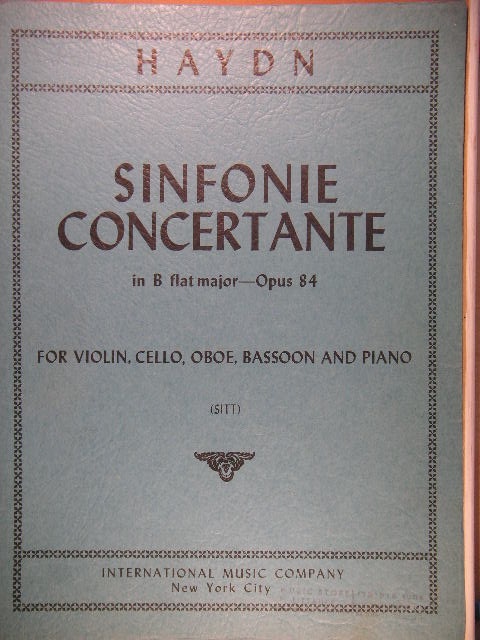 HAYDN
SINFONIE
CONCERTANTE
in B flat major—Opus 84
FOR VIOLIN, CELLO, OBOE, BASSOON AND PIANO
(SITT)
INTERNATIONAL MUSIC COMPANY
New York City